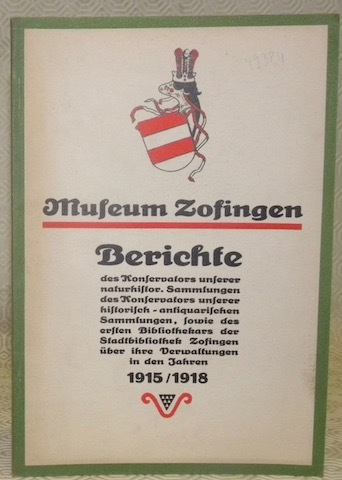 Muſeum Zofingen
Berichte
des Konſervators unſerer
naturhiſtor. Sammlungen
des Konſervators unſerer
hiſtoriſch-antiquariſchen
Sammlungen, ſowie des
erſten Bibliothekars der
Stadtbibliothek Zofingen
über ihre Verwaltungen
in den Jahren
1915/1918